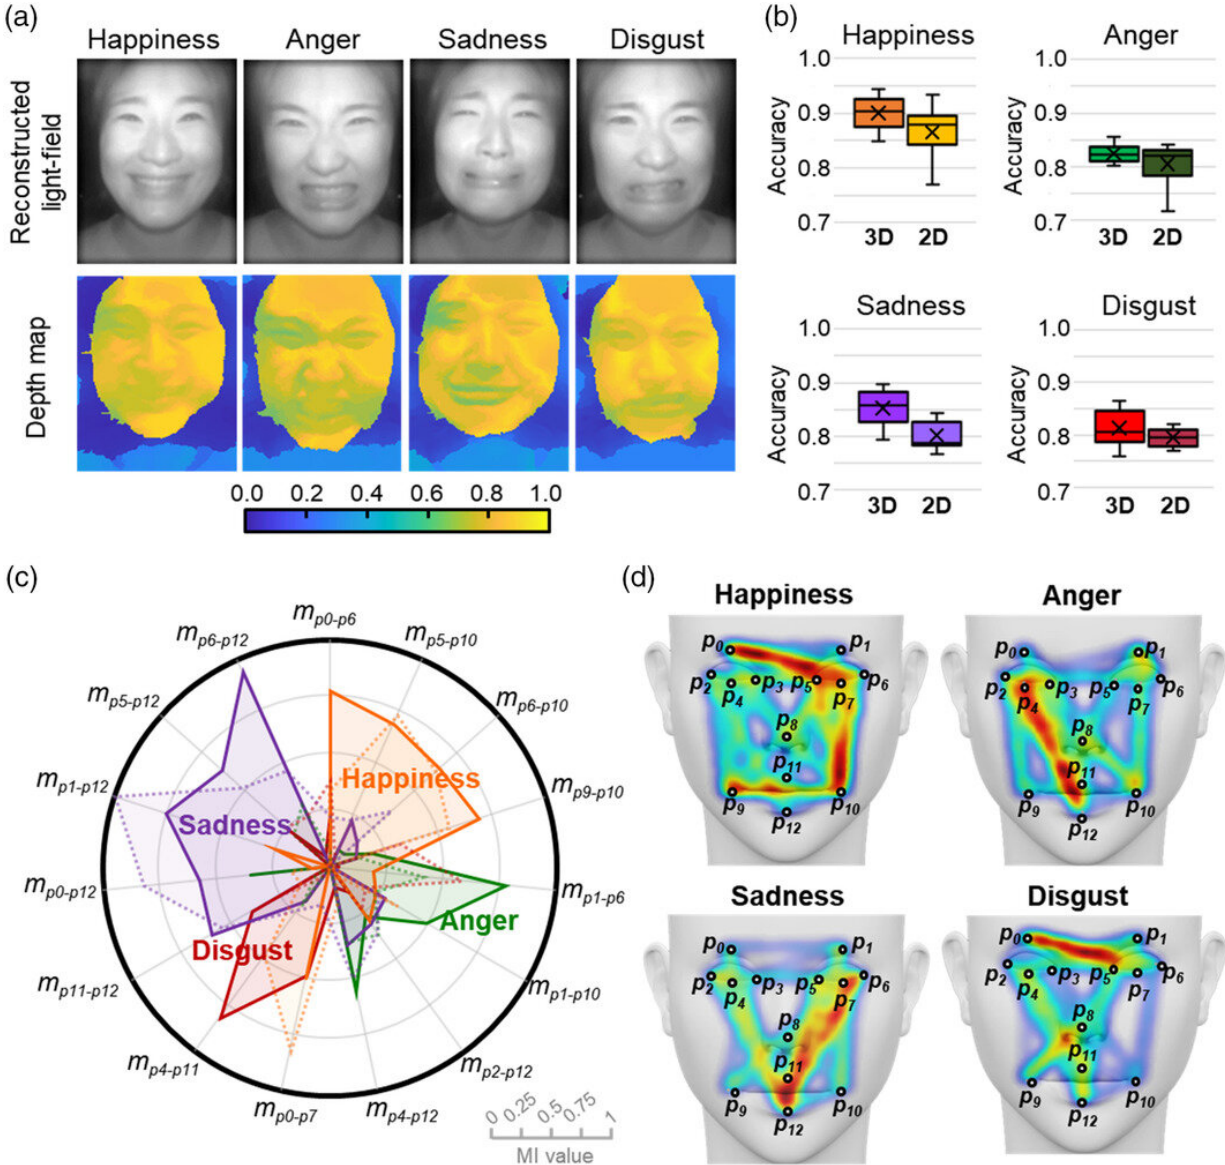 (a)
Happiness Anger Sadness Disgust
Reconstructed
light-field
Depth map
0.0 0.2 0.4 0.6 0.8 1.0
(b)
Happiness Anger
Accuracy
1.0
0.9
0.8
0.7
3D 2D
Accuracy
1.0
0.9
0.8
0.7
3D 2D
Sadness Disgust
Accuracy
1.0
0.9
0.8
0.7
3D 2D
Accuracy
1.0
0.9
0.8
0.7
3D 2D
(c)
mp0-p6
mp5-p10
mp6-p10
mp9-p10
mp1-p6
mp1-p10
mp2-p12
mp4-p12
mp0-p7
mp4-p11
mp11-p12
mp0-p12
mp1-p12
mp5-p12
mp6-p12
Happiness
Sadness
Anger
Disgust
0 0.25 0.5 0.75 1
MI value
(d)
Happiness Anger
p0 p1
p2 p4 p3 p5 p7 p6
p8
p11
p9 p10
p12
p0 p1
p2 p4 p3 p5 p7 p6
p8
p11
p9 p10
p12
Sadness Disgust
p0 p1
p2 p4 p3 p5 p7 p6
p8
p11
p9 p10
p12
p0 p1
p2 p4 p3 p5 p7 p6
p8
p11
p9 p10
p12